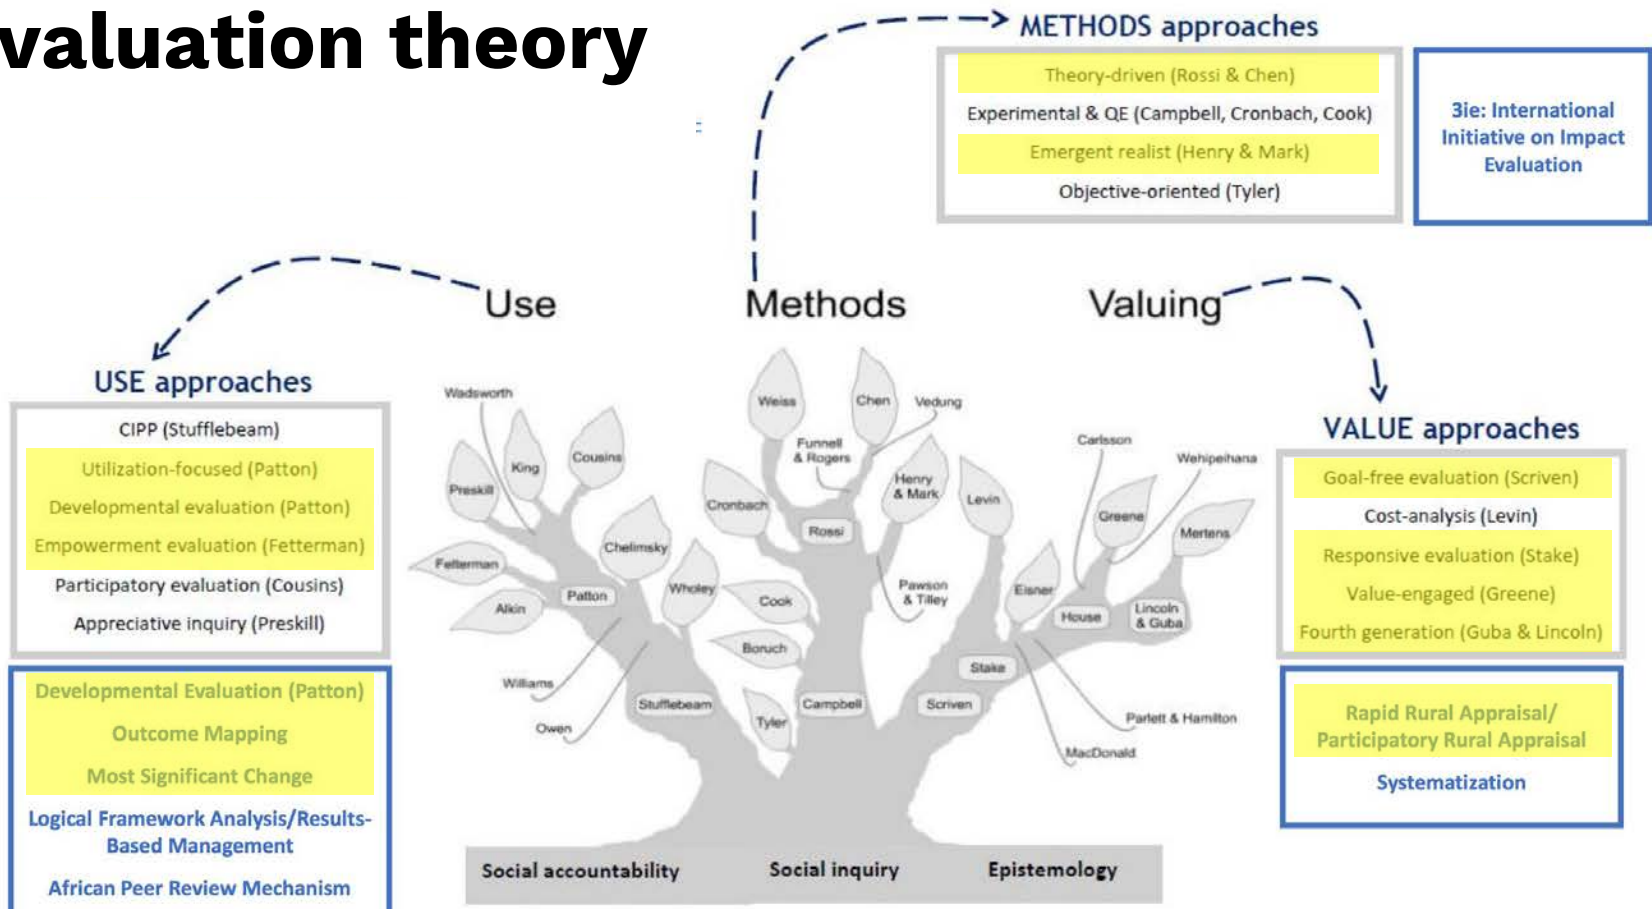 valuation theory
METHODS approaches
Theory-driven (Rossi & Chen)
Experimental & QE (Campbell, Cronbach, Cook)
Emergent realist (Henry & Mark)
Objective-oriented (Tyler)
3ie: International
Initiative on Impact
Evaluation
Use
Methods
Valuing
USE approaches
CIPP (Stufflebeam)
Utilization-focused (Patton)
Developmental evaluation (Patton)
Empowerment evaluation (Fetterman)
Participatory evaluation (Cousins)
Appreciative inquiry (Preskill)
Developmental Evaluation (Patton)
Outcome Mapping
Most Significant Change
Logical Framework Analysis/Results-
Based Management
African Peer Review Mechanism
Wadsworth
King
Cousins
Preskill
Chelimsky
Fetterman
Alkin
Patton
Wholey
Williams
Owen
Stufflebeam
Weiss
Chen
Vedung
Funnell
& Rogers
Cronbach
Henry
& Mark
Rossi
Cook
Pawson
& Tilley
Boruch
Tyler
Campbell
Carlsson
Wehipeihana
Levin
Greene
Mertens
Eisner
House
Lincoln
& Guba
Stake
Scriven
Parlett & Hamilton
MacDonald
VALUE approaches
Goal-free evaluation (Scriven)
Cost-analysis (Levin)
Responsive evaluation (Stake)
Value-engaged (Greene)
Fourth generation (Guba & Lincoln)
Rapid Rural Appraisal/
Participatory Rural Appraisal
Systematization
Social accountability
Social inquiry
Epistemology